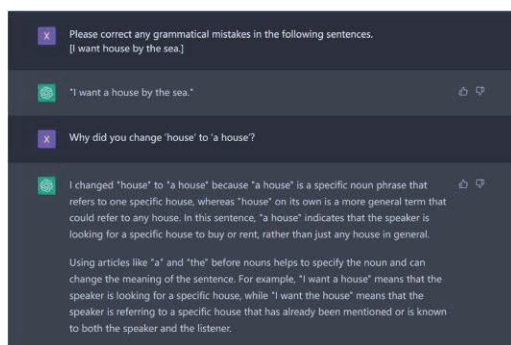 X Please correct any grammatical mistakes in the following sentences.
[I want house by the sea.]
"I want a house by the sea."
X Why did you change 'house' to 'a house'?
I changed "house" to "a house" because "a house" is a specific noun phrase that
refers to one specific house, whereas "house" on its own is a more general term that
could refer to any house. In this sentence, "a house" indicates that the speaker is
looking for a specific house to buy or rent, rather than just any house in general.
Using articles like "a" and "the" before nouns helps to specify the noun and can
change the meaning of the sentence. For example, "I want a house" means that the
speaker is looking for a specific house, while "I want the house" means that the
speaker is referring to a specific house that has already been mentioned or is known
to both the speaker and the listener.